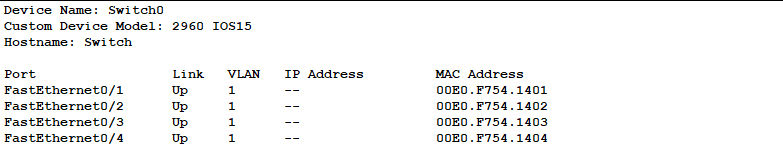 Device Name: Switch0
Custom Device Model: 2960 IOS15
Hostname: Switch
Port Link VLAN IP Address MAC Address
FastEthernet0/1 Up 1 -- 00E0.F754.1401
FastEthernet0/2 Up 1 -- 00E0.F754.1402
FastEthernet0/3 Up 1 -- 00E0.F754.1403
FastEthernet0/4 Up 1 -- 00E0.F754.1404